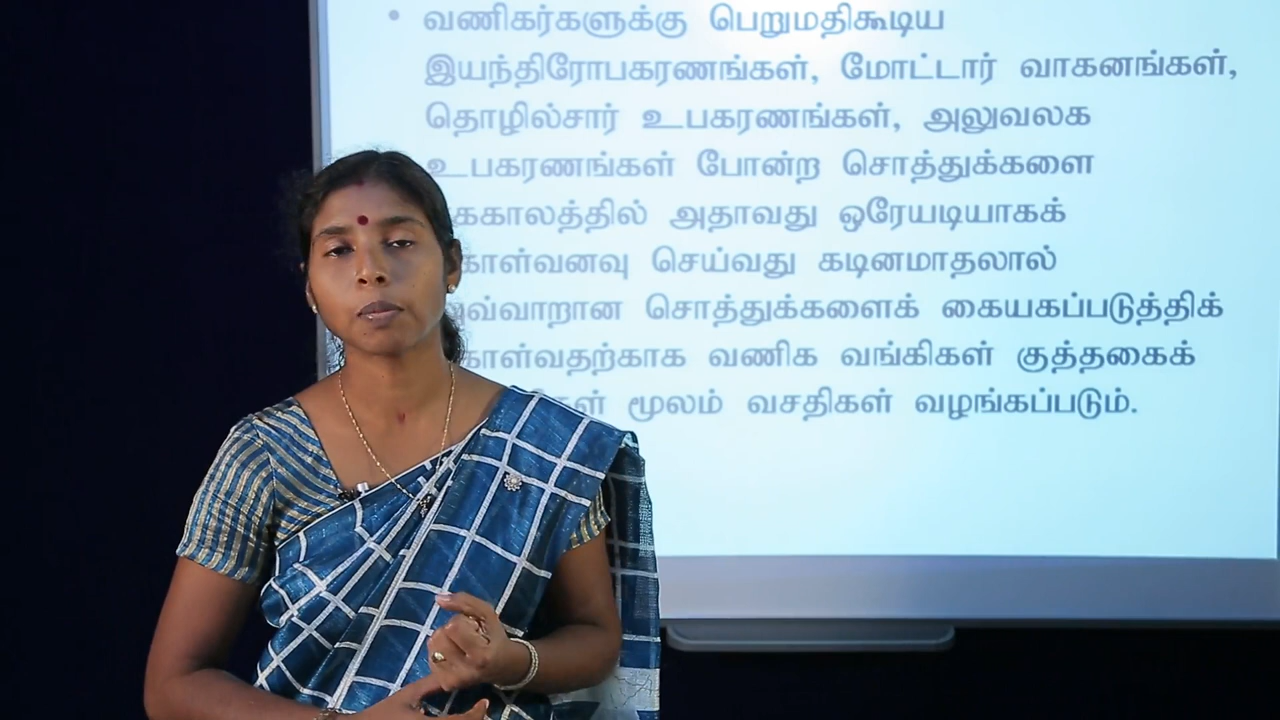 • வணிகர்களுக்கு பெறுமதிகூடிய
இயந்திரோபகரணங்கள், மோட்டார் வாகனங்கள்,
தொழில்சார் உபகரணங்கள், அலுவலக
உபகரணங்கள் போன்ற சொத்துக்களை
அதாவது ஒரேயடியாகக்
செய்வது கடினமாதலால்
சொத்துக்களைக் கையகப்படுத்திக்
வணிக வங்கிகள் குத்தகைக்
மூலம் வசதிகள் வழங்கப்படும்.